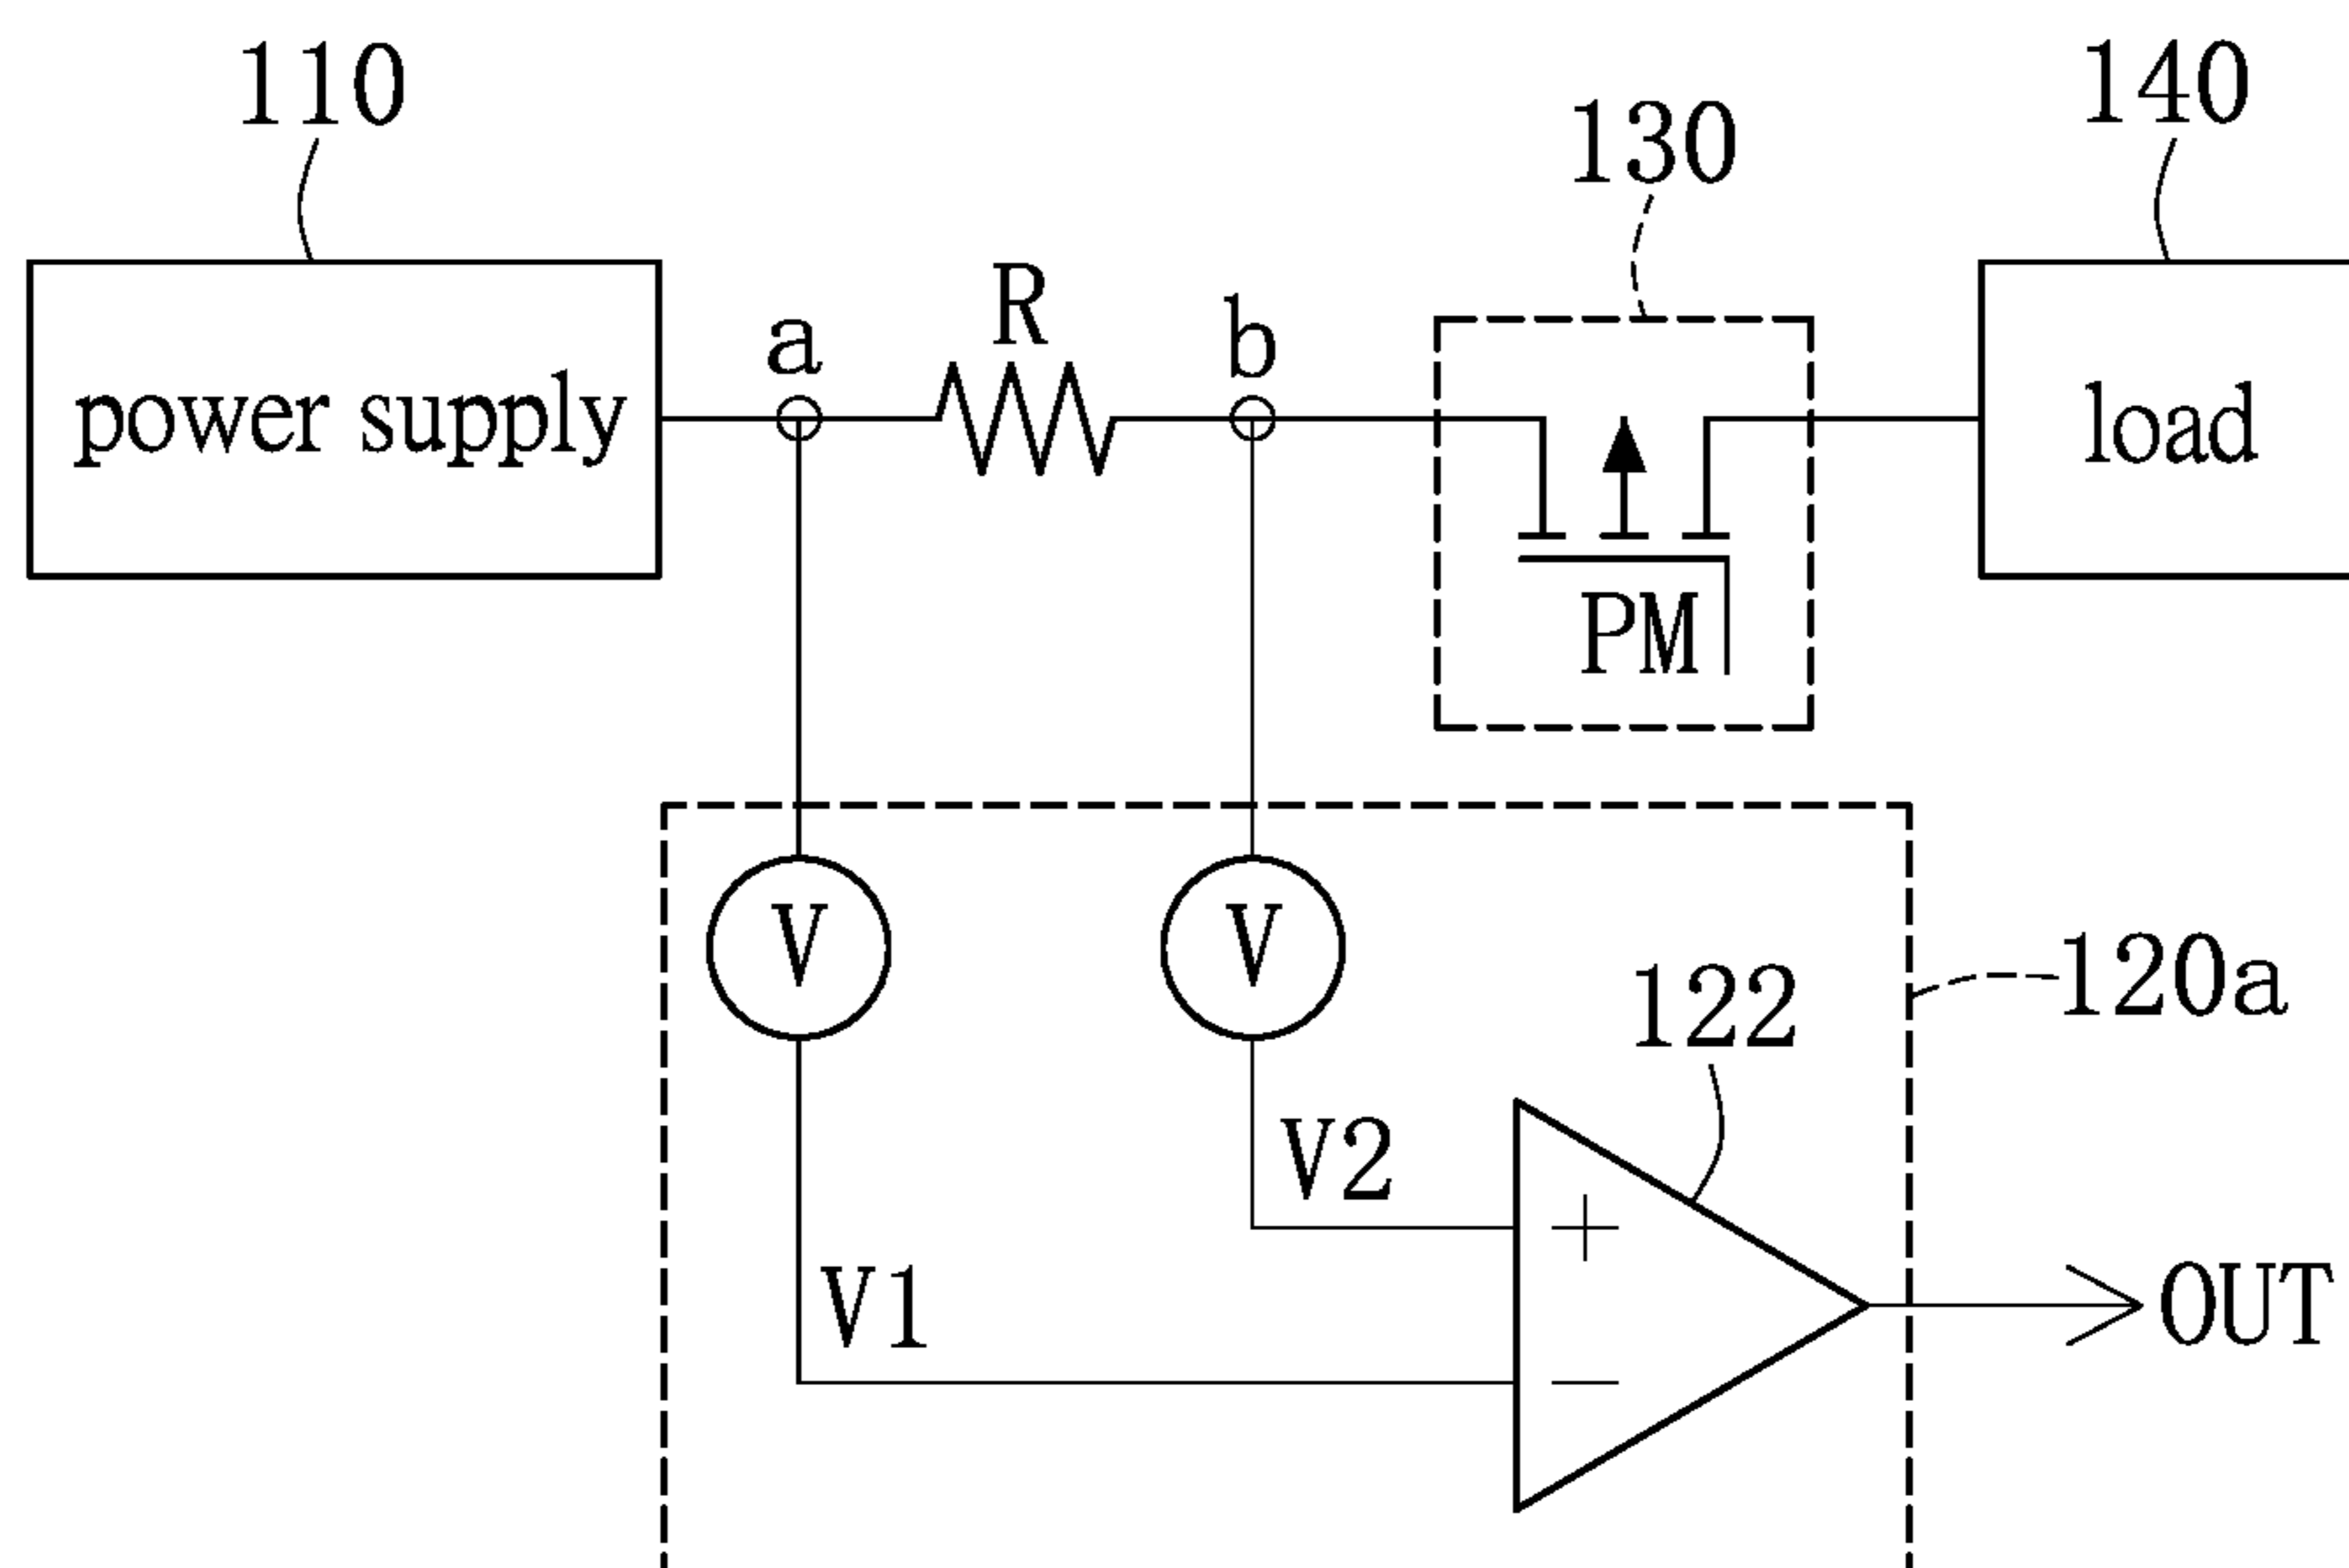 110
130
140
R
a
b
power supply
load
PM
V
V
120a
122
V2
+
V1
OUT
−